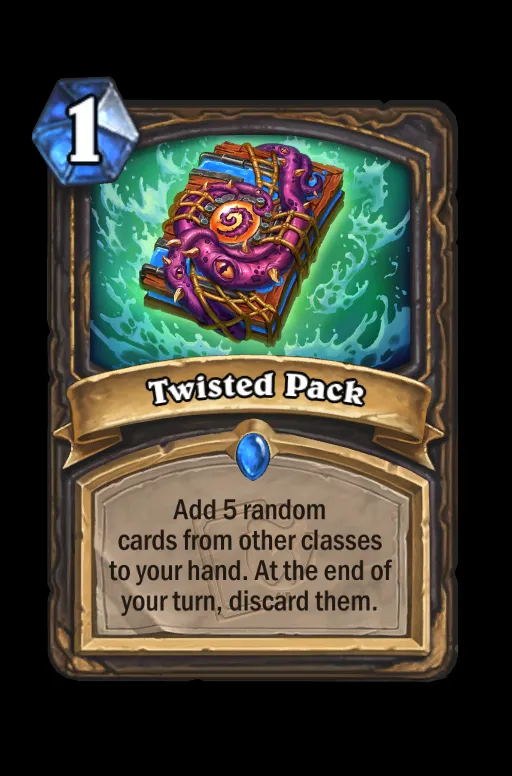 1
Twisted Pack
Add 5 random
cards from other classes
to your hand. At the end of
your turn, discard them.